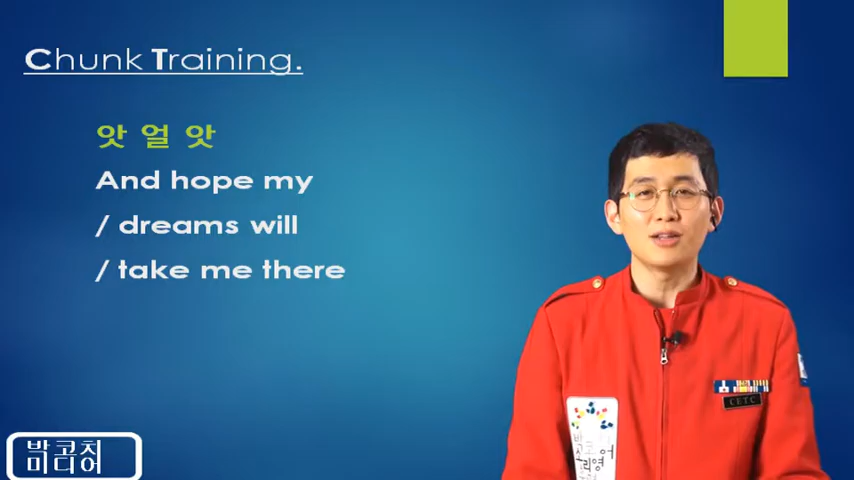 Chunk Training.
앗 얼 앗
And hope my
/ dreams will
/ take me there
CETC
박코치
미디어